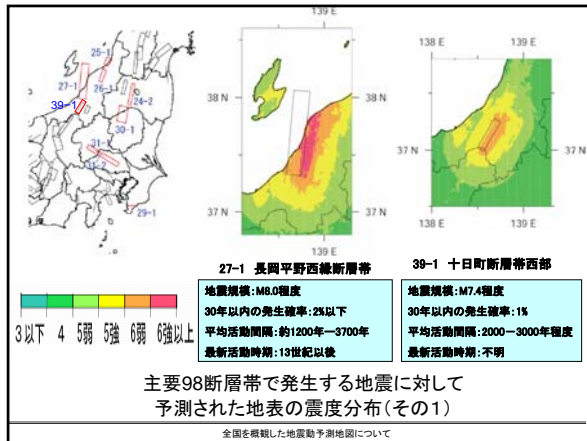 139 E
138 E
139 E
25-1
27-1
26-1
24-2
39-1
30-1
31-1
31-2
29-1
38 N
38 N
37 N
37 N
37 N
37 N
139 E
138 E
139 E
27-1 長岡平野西縁断層帯
39-1 十日町断層帯西部
地震規模:M8.0程度
30年以内の発生確率:2%以下
平均活動間隔:約1200年―3700年
最新活動時期:13世紀以後
地震規模:M7.4程度
30年以内の発生確率:1%
平均活動間隔:2000-3000年程度
最新活動時期:不明
3以下 4 5弱 5強 6弱 6強以上
主要98断層帯で発生する地震に対して
予測された地表の震度分布(その1)
全国を概観した地震動予測地図について